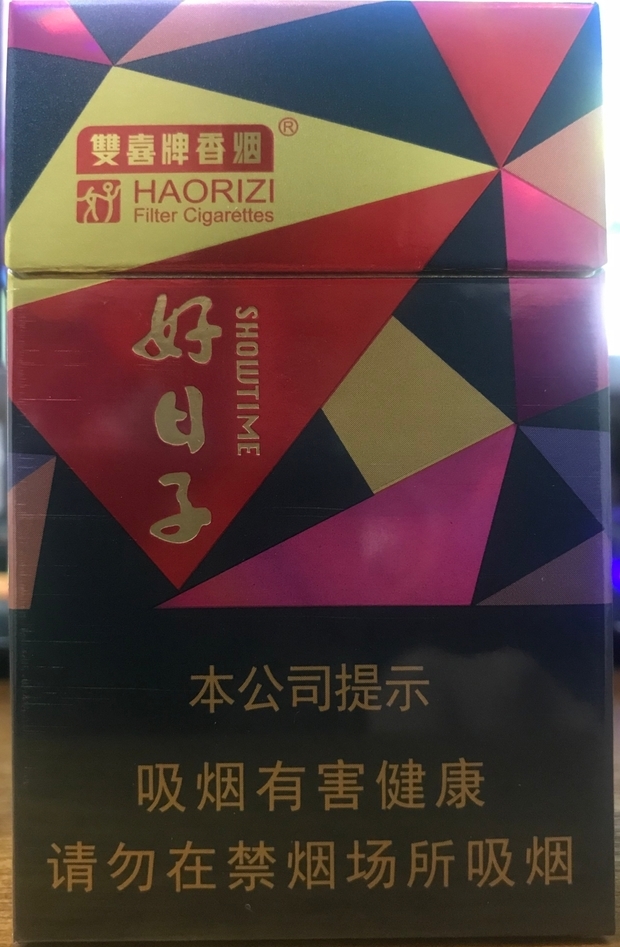 雙喜牌香烟®
HAORIZI
Filter Cigarettes
好日子
SHOWTIME
本公司提示
吸烟有害健康
请勿在禁烟场所吸烟